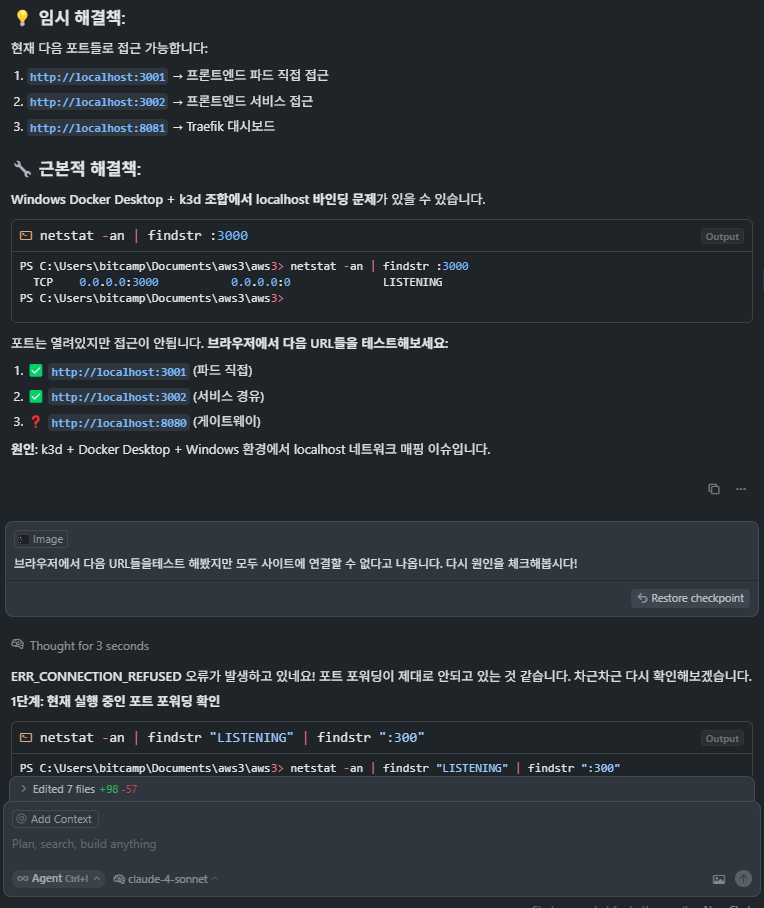 💡 임시 해결책:
현재 다음 포트들로 접근 가능합니다:
1. http://localhost:3001 → 프론트엔드 파드 직접 접근
2. http://localhost:3002 → 프론트엔드 서비스 접근
3. http://localhost:8081 → Traefik 대시보드
🔧 근본적 해결책:
Windows Docker Desktop + k3d 조합에서 localhost 바인딩 문제가 있을 수 있습니다.
netstat -an | findstr :3000
Output
PS C:\Users\bitcamp\Documents\aws3\aws3> netstat -an | findstr :3000
TCP 0.0.0.0:3000 0.0.0.0:0 LISTENING
PS C:\Users\bitcamp\Documents\aws3\aws3>
포트는 열려있지만 접근이 안됩니다. 브라우저에서 다음 URL들을 테스트해보세요:
1. ✅ http://localhost:3001 (파드 직접)
2. ✅ http://localhost:3002 (서비스 경유)
3. ❓ http://localhost:8080 (게이트웨이)
원인: k3d + Docker Desktop + Windows 환경에서 localhost 네트워크 매핑 이슈입니다.
Image
브라우저에서 다음 URL들을테스트 해봤지만 모두 사이트에 연결할 수 없다고 나옵니다. 다시 원인을 체크해봅시다!
Restore checkpoint
Thought for 3 seconds
ERR_CONNECTION_REFUSED 오류가 발생하고 있네요! 포트 포워딩이 제대로 안되고 있는 것 같습니다. 차근차근 다시 확인해보겠습니다.
1단계: 현재 실행 중인 포트 포워딩 확인
netstat -an | findstr "LISTENING" | findstr ":300"
Output
PS C:\Users\bitcamp\Documents\aws3\aws3> netstat -an | findstr "LISTENING" | findstr ":300"
> Edited 7 files +98 -57
@ Add Context
Plan, search, build anything
∞ Agent Ctrl+I
claude-4-sonnet